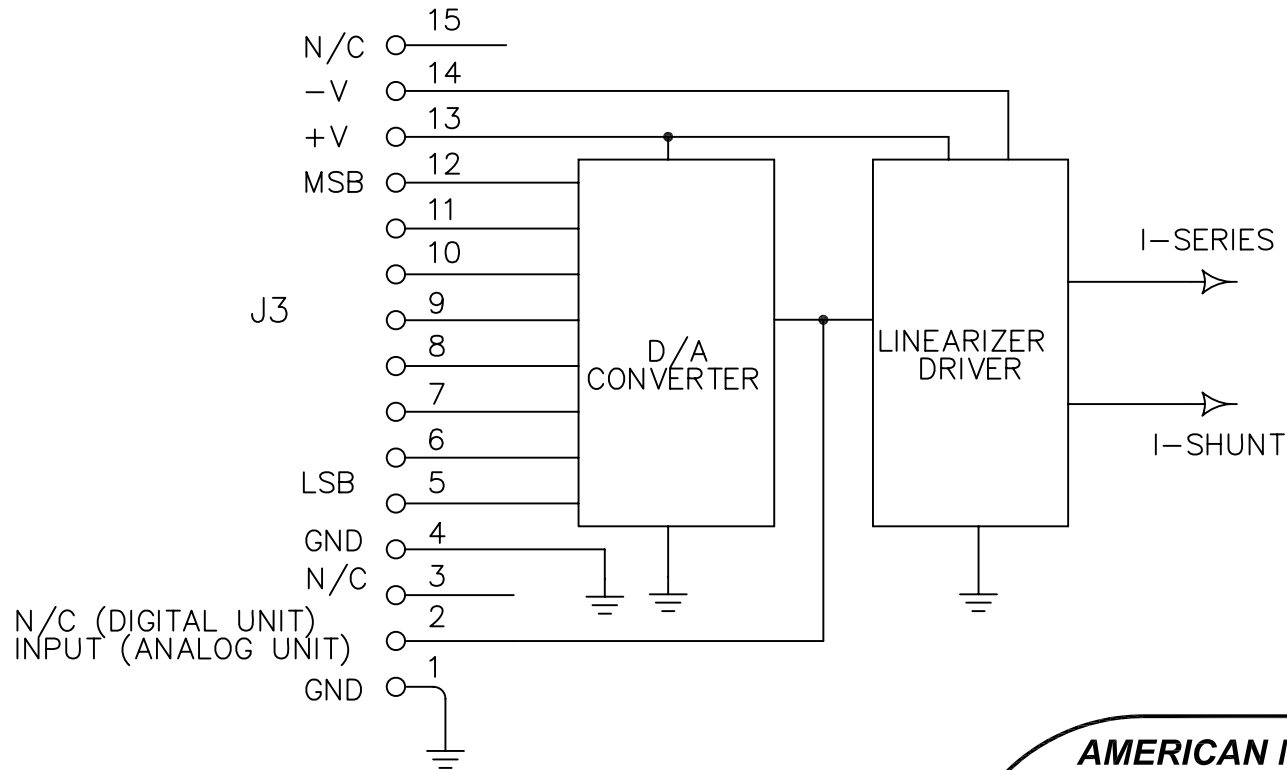 15
N/C
14
-V
13
+V
12
MSB
11
10
9
J3
8
7
6
LSB
5
GND
4
N/C
3
N/C (DIGITAL UNIT)
INPUT (ANALOG UNIT)
2
GND
1
D/A
CONVERTER
LINEARIZER
DRIVER
I-SERIES
I-SHUNT
AMERICAN